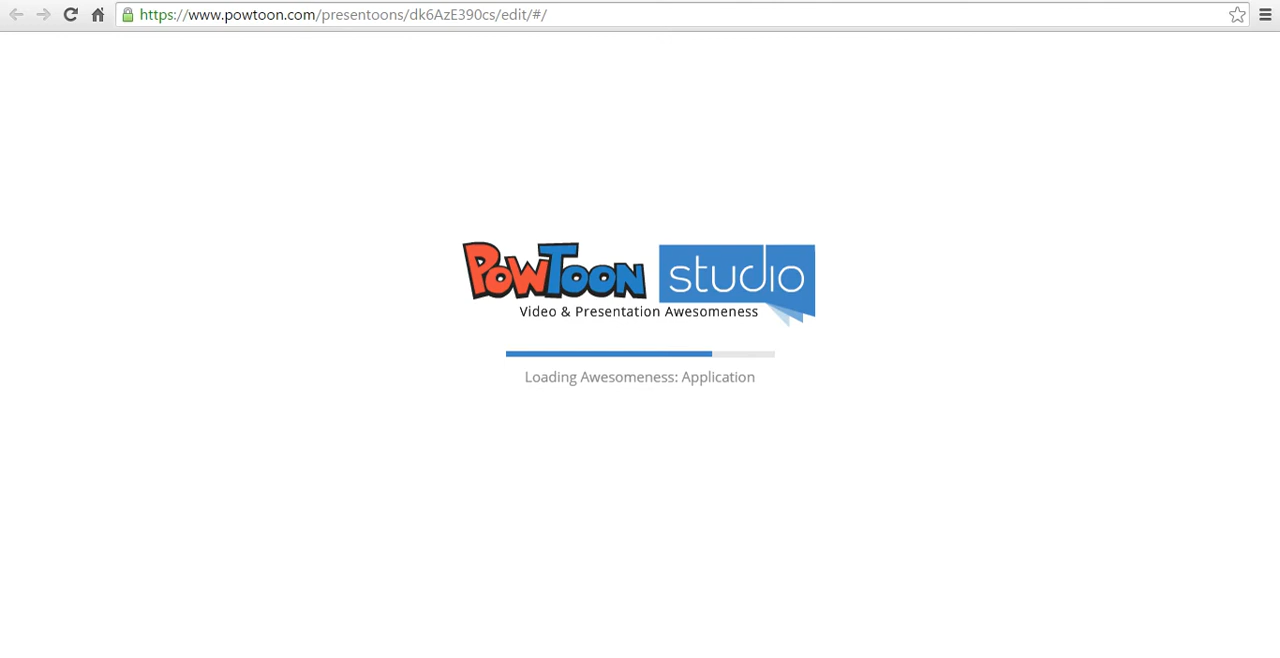 https://www.powtoon.com/presentoons/dk6AzE390cs/edit/#/
PowToon studio
Video & Presentation Awesomeness
Loading Awesomeness: Application